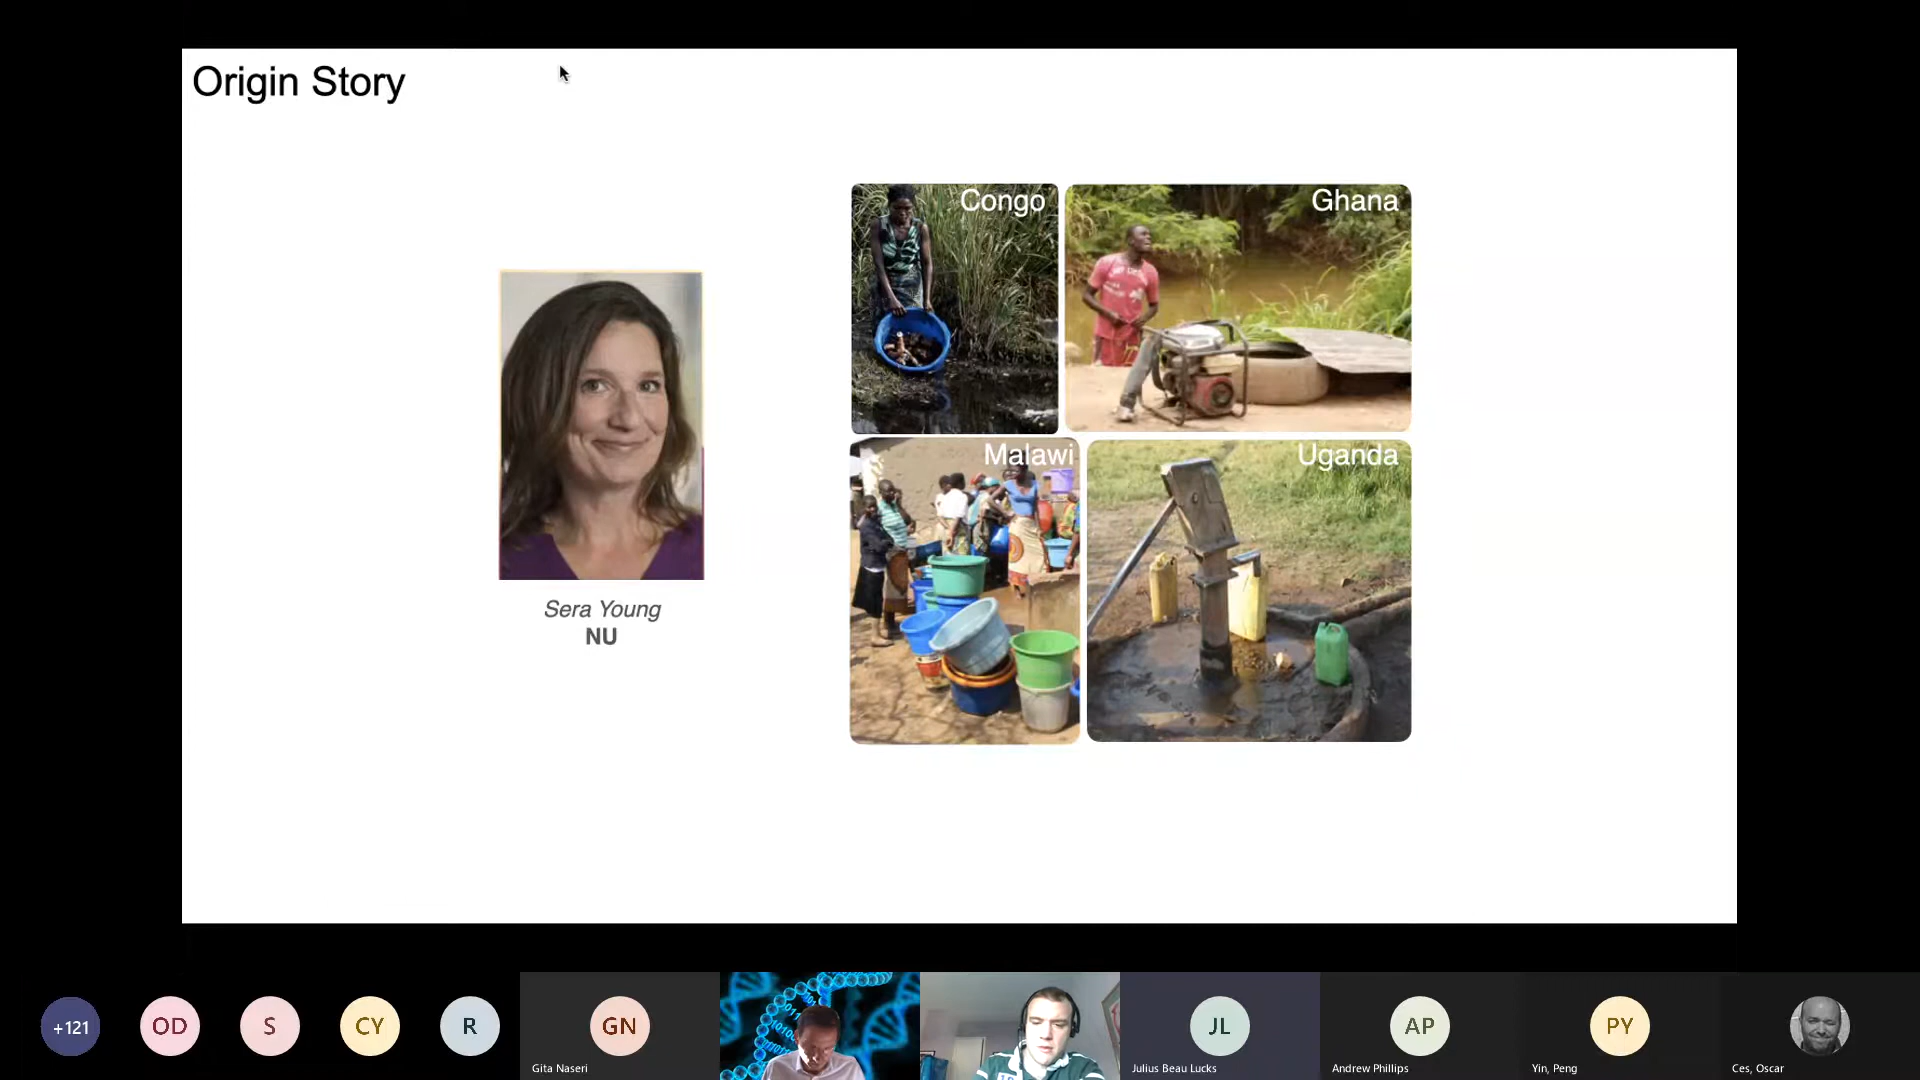 Origin Story
Congo
Ghana
Malawi
Uganda
Sera Young
NU
+121
OD
S
CY
R
GN
Gita Naseri
JL
Julius Beau Lucks
AP
Andrew Phillips
PY
Yin, Peng
Ces, Oscar